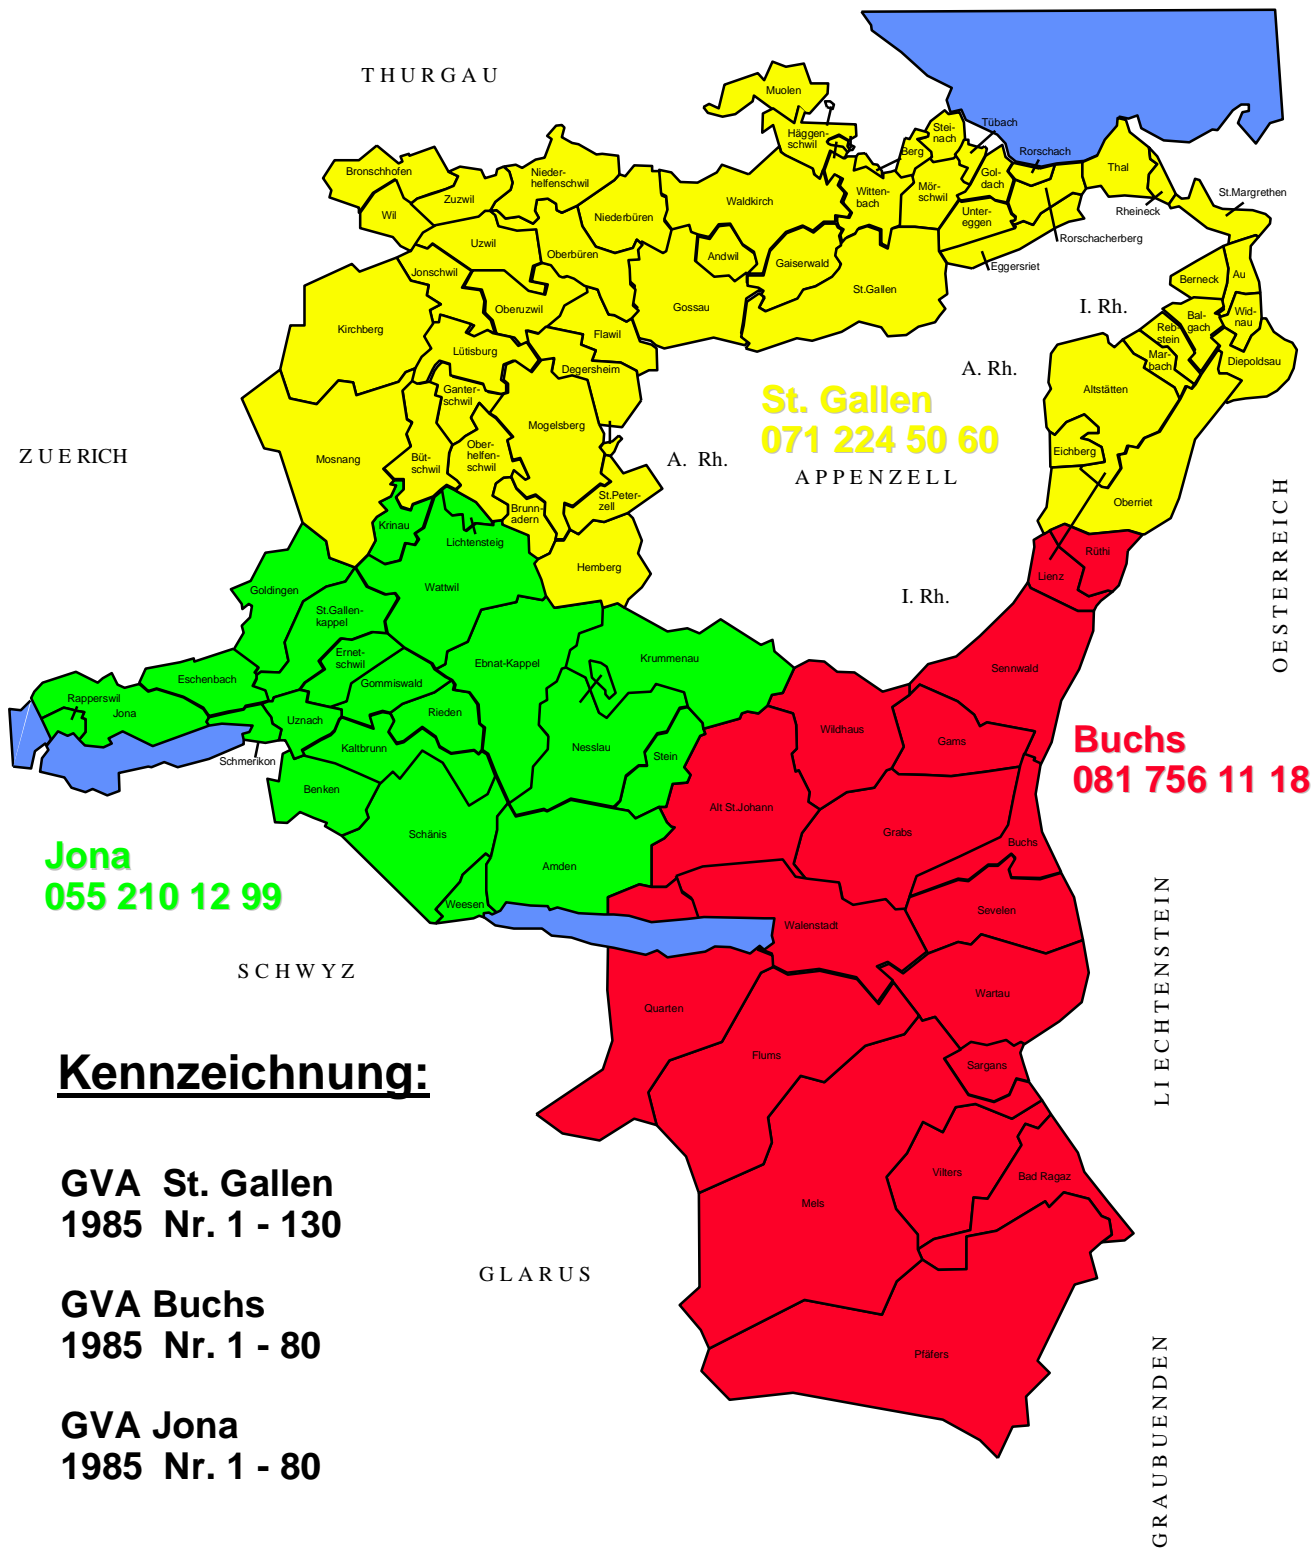 THURGAU
Muolen
Häggen-
schwil
Stei-
nach
Tübach
Berg
Rorschach
Gol-
dach
Thal
Bronschhofen
Nieder-
helfenschwil
Zuzwil
Wil
Niederbüren
Waldkirch
Witten-
bach
Mör-
schwil
Unter-
eggen
Rheineck
St.Margrethen
Rorschacherberg
Eggersriet
Uzwil
Oberbüren
Andwil
Gaiserwald
St.Gallen
Jonschwil
Oberuzwil
Gossau
Berneck
Au
I. Rh.
Kirchberg
Flawil
Bal-
gach
Wid-
nau
Reb-
stein
Mar-
bach
Diepoldsau
Lütisburg
Degersheim
A. Rh.
Altstätten
Ganter-
schwil
St. Gallen
071 224 50 60
Mogelsberg
ZUERICH
Mosnang
Büt-
schwil
Ober-
helfen-
schwil
A. Rh.
APPENZELL
Eichberg
Oberriet
OESTERREICH
St.Peter-
zell
Brunn-
adern
Krinau
Lichtensteig
Hemberg
Rüthi
Lienz
I. Rh.
Goldingen
Wattwil
St.Gallen-
kappel
Ernet-
schwil
Ebnat-Kappel
Krummenau
Sennwald
Eschenbach
Gommiswald
Rapperswil
Jona
Uznach
Rieden
Kaltbrunn
Nesslau
Stein
Wildhaus
Gams
Buchs
081 756 11 18
Schmerikon
Benken
Schänis
Alt St.Johann
Grabs
Buchs
Jona
055 210 12 99
Amden
Weesen
Walenstadt
Sevelen
LIECHTENSTEIN
SCHWYZ
Quarten
Wartau
Flums
Sargans
Kennzeichnung:
Vilters
Bad Ragaz
Mels
GVA St. Gallen
1985 Nr. 1 - 130
GLARUS
GVA Buchs
1985 Nr. 1 - 80
Pfäfers
GRAUBUENDEN
GVA Jona
1985 Nr. 1 - 80